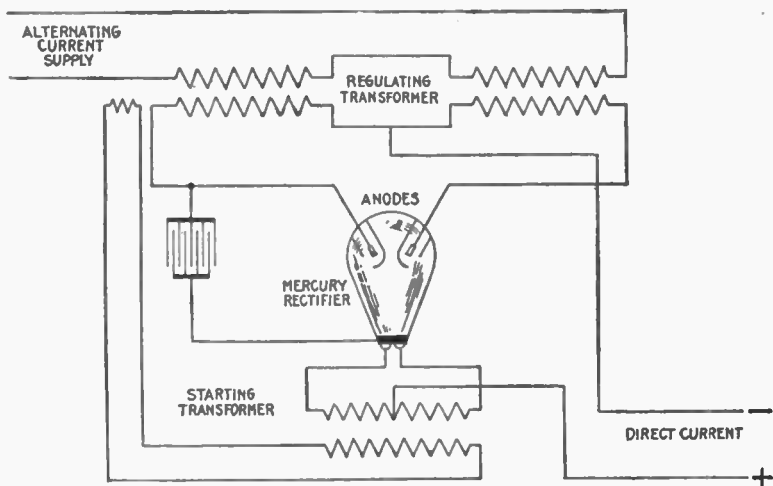 ALTERNATING
CURRENT
SUPPLY
REGULATING
TRANSFORMER
ANODES
MERCURY
RECTIFIER
STARTING
TRANSFORMER
DIRECT CURRENT
−
+